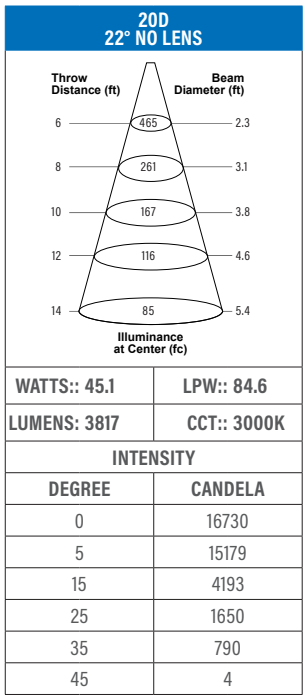 20D
22° NO LENS
Throw Distance (ft)
Beam Diameter (ft)
6 465 2.3
8 261 3.1
10 167 3.8
12 116 4.6
14 85 5.4
Illuminance
at Center (fc)
WATTS:: 45.1 LPW:: 84.6
LUMENS: 3817 CCT:: 3000K
INTENSITY
DEGREE CANDELA
0 16730
5 15179
15 4193
25 1650
35 790
45 4